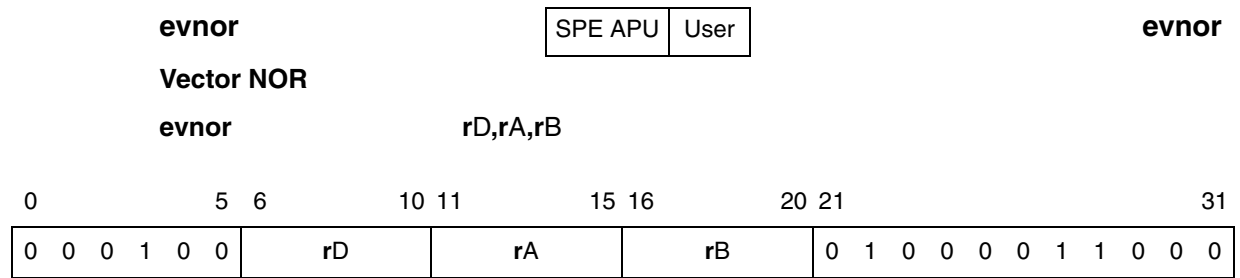 evnor SPE APU User evnor
Vector NOR
evnor rD,rA,rB
0 5 6 10 11 15 16 20 21 31
0 0 0 1 0 0 rD rA rB 0 1 0 0 0 0 1 1 0 0 0